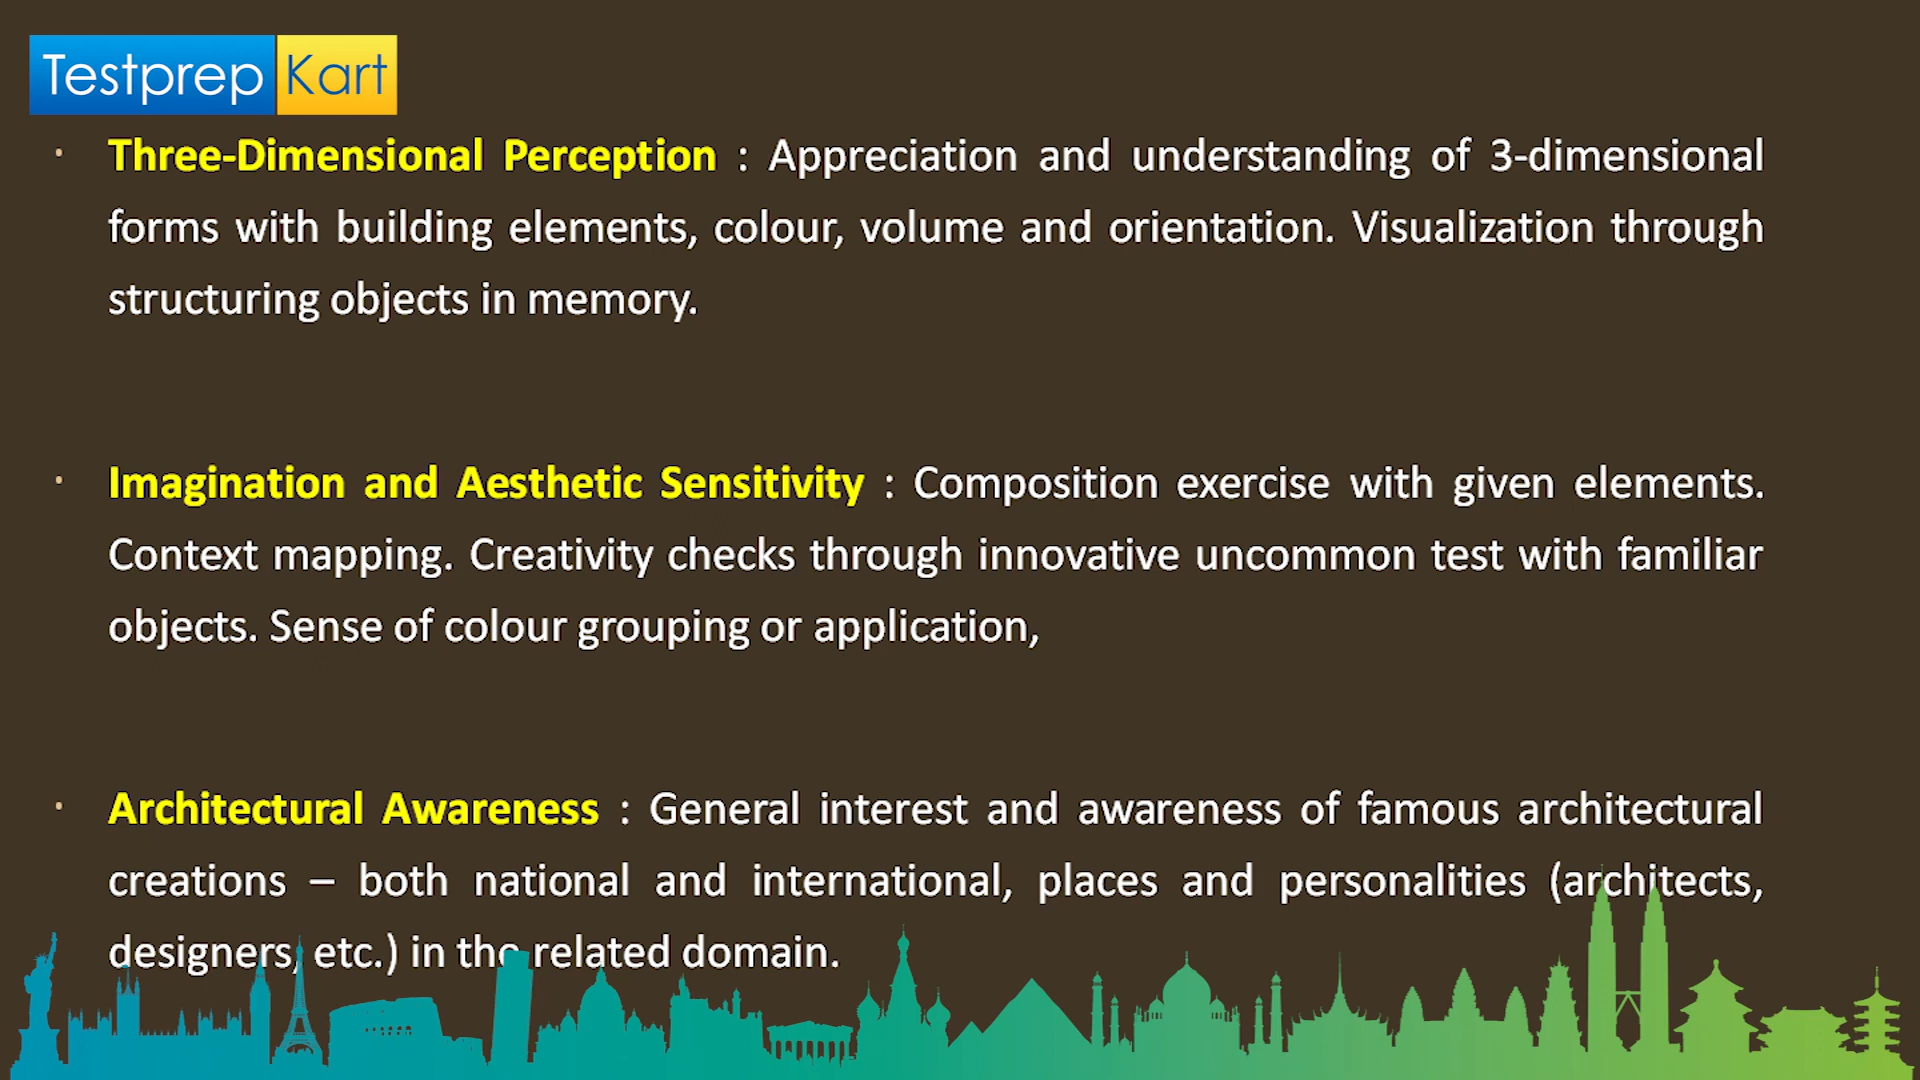 Testprep Kart
· Three-Dimensional Perception : Appreciation and understanding of 3-dimensional
forms with building elements, colour, volume and orientation. Visualization through
structuring objects in memory.
· Imagination and Aesthetic Sensitivity : Composition exercise with given elements.
Context mapping. Creativity checks through innovative uncommon test with familiar
objects. Sense of colour grouping or application,
· Architectural Awareness : General interest and awareness of famous architectural
creations – both national and international, places and personalities (architects,
designers, etc.) in the related domain.